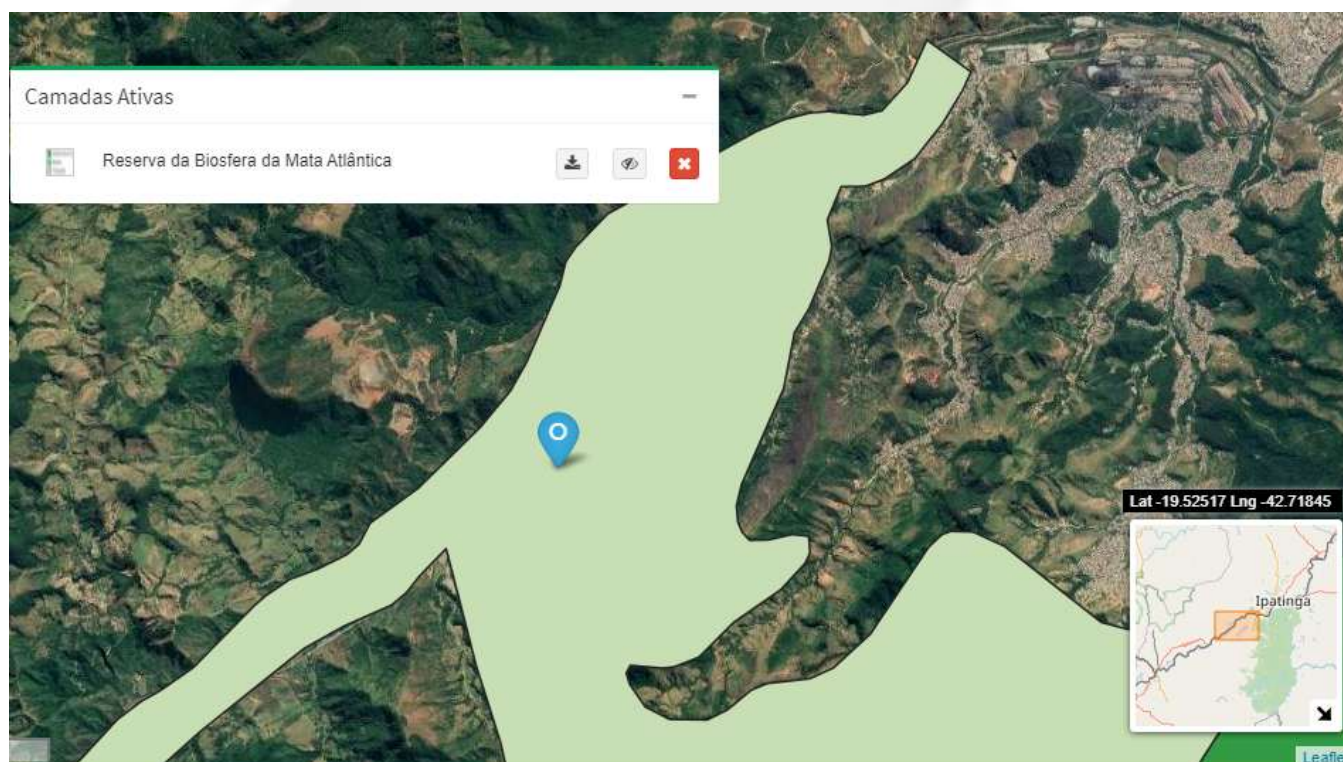 Camadas Ativas
Reserva da Biosfera da Mata Atlântica
Lat -19.52517 Lng -42.71845
Ipatinga